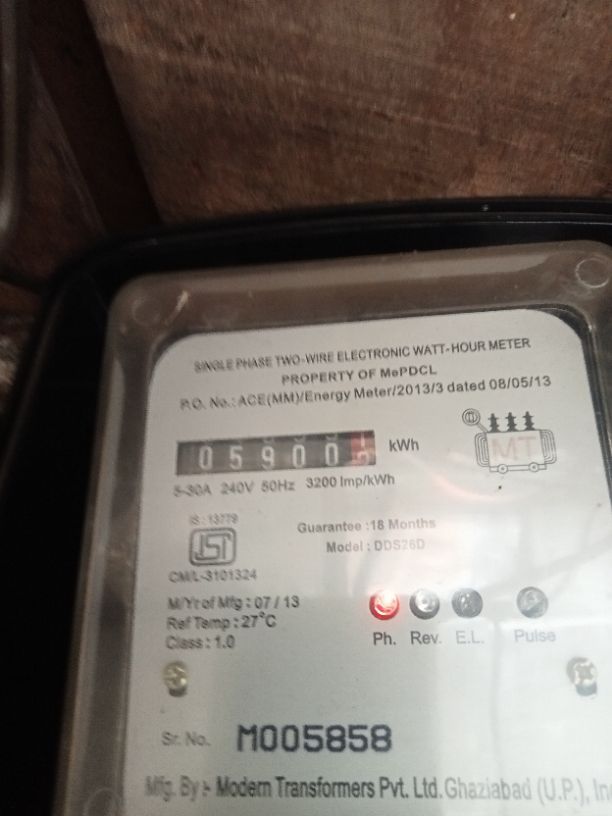 SINGLE PHASE TWO-WIRE ELECTRONIC WATT-HOUR METER
PROPERTY OF MePDCL
P.O. No.: ACE(MM)/Energy Meter/2013/3 dated 08/05/13
05900 kWh
MT
5-30A 240V 50Hz 3200 Imp/kWh
IS : 13779
ISI
CM/L-3101324
Guarantee : 18 Months
Model : DDS26D
M/Yr of Mfg : 07 / 13
Ref Temp : 27°C
Class : 1.0
Ph. Rev. E.L. Pulse
Sr. No. M005858
Mfg. By :- Modern Transformers Pvt. Ltd. Ghaziabad (U.P.),